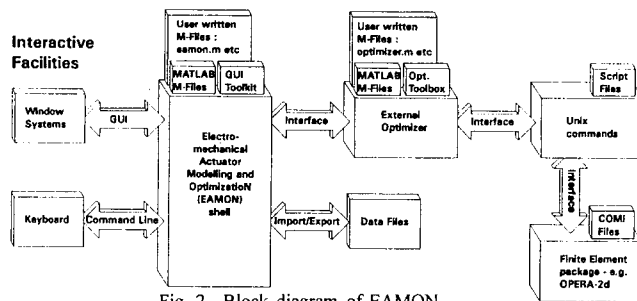 Interactive
Facilities
User written
M-Files :
eamon.m etc
MATLAB
M-Files
GUI
Toolkit
User written
M-Files :
optimizer.m etc
MATLAB
M-Files
Opt.
Toolbox
Script
Files
Window
Systems
GUI
Electro-
mechanical
Actuator
Modelling and
OptimizatioN
(EAMON)
shell
Interface
External
Optimizer
Interface
Unix
commands
Interface
Keyboard
Command Line
Import/Export
Data Files
COMI
Files
Finite Element
package - e.g.
OPERA-2d
Fig. 2 Block diagram of EAMON